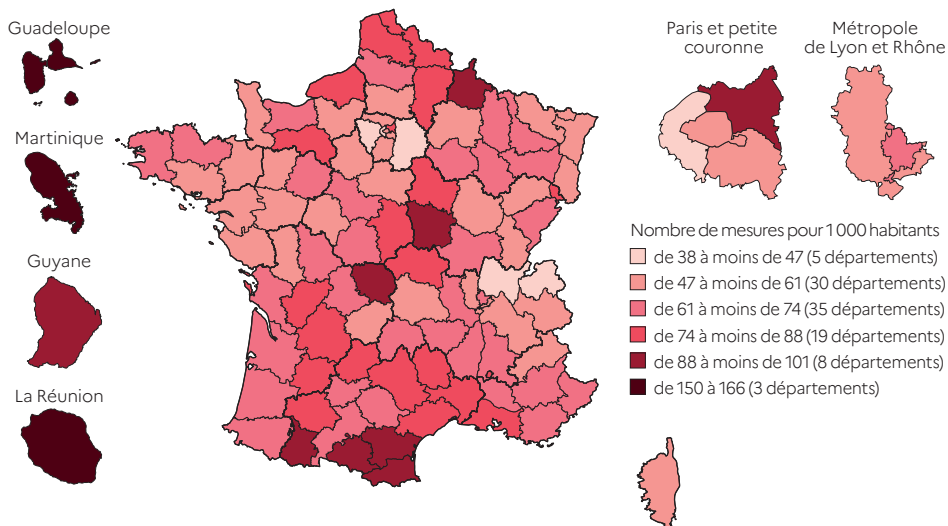 Guadeloupe
Martinique
Guyane
La Réunion
Paris et petite
couronne
Métropole
de Lyon et Rhône
Nombre de mesures pour 1 000 habitants
de 38 à moins de 47 (5 départements)
de 47 à moins de 61 (30 départements)
de 61 à moins de 74 (35 départements)
de 74 à moins de 88 (19 départements)
de 88 à moins de 101 (8 départements)
de 150 à 166 (3 départements)